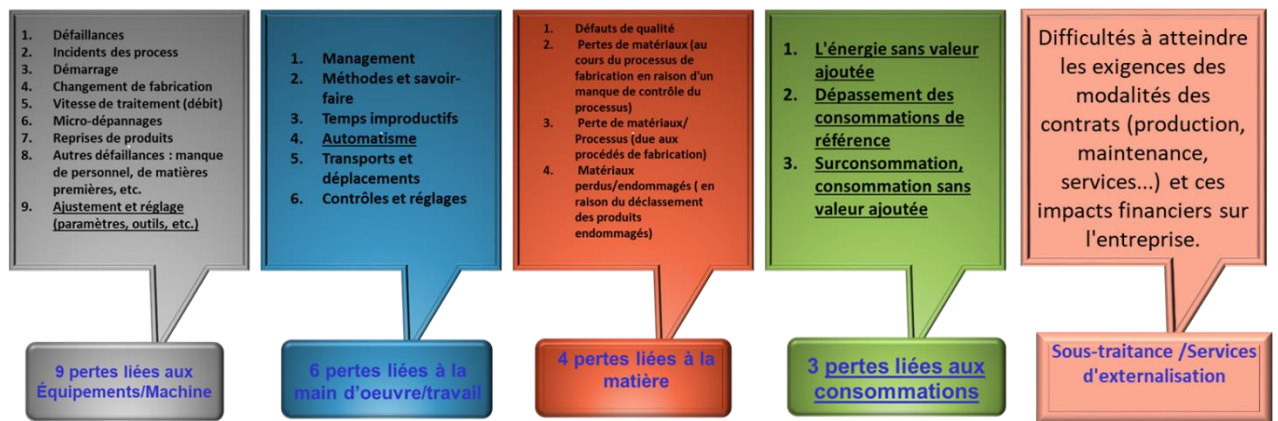 1. Défaillances
2. Incidents des process
3. Démarrage
4. Changement de fabrication
5. Vitesse de traitement (débit)
6. Micro-dépannages
7. Reprises de produits
8. Autres défaillances : manque
de personnel, de matières
premières, etc.
9. Ajustement et réglage
(paramètres, outils, etc.)
9 pertes liées aux
Équipements/Machine
1. Management
2. Méthodes et savoir-
faire
3. Temps improductifs
4. Automatisme
5. Transports et
déplacements
6. Contrôles et réglages
6 pertes liées à la
main d'oeuvre/travail
1. Défauts de qualité
2. Pertes de matériaux (au
cours du processus de
fabrication en raison d'un
manque de contrôle du
processus)
3. Perte de matériaux/
Processus (due aux
procédés de fabrication)
4. Matériaux
perdus/endommagés ( en
raison du déclassement
des produits
endommagés)
4 pertes liées à la
matière
1. L'énergie sans valeur
ajoutée
2. Dépassement des
consommations de
référence
3. Surconsommation,
consommation sans
valeur ajoutée
3 pertes liées aux
consommations
Difficultés à atteindre
les exigences des
modalités des
contrats (production,
maintenance,
services...) et ces
impacts financiers sur
l'entreprise.
Sous-traitance /Services
d'externalisation